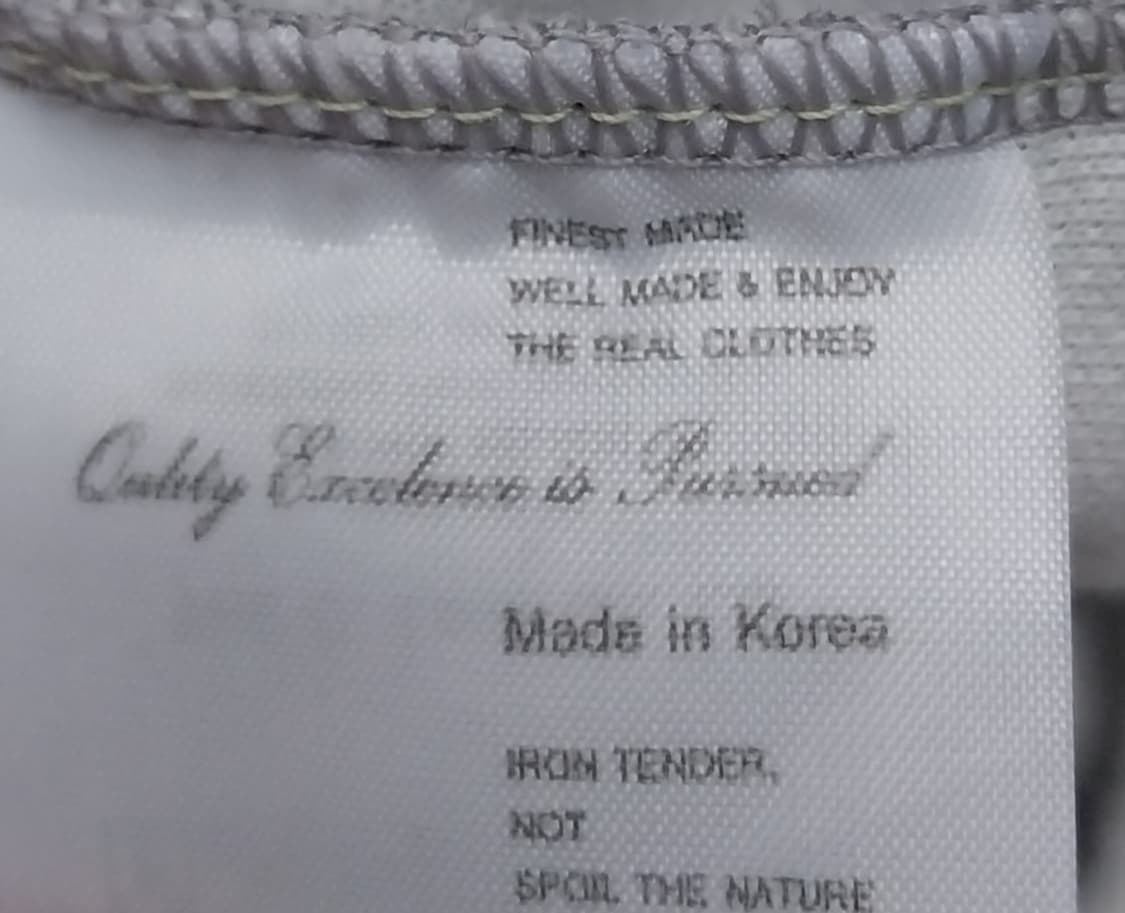 FINEST MADE
WELL MADE & ENJOY
THE REAL CLOTHES
Quality Excelence is Pursued
Made in Korea
IRON TENDER,
NOT
SPOIL THE NATURE